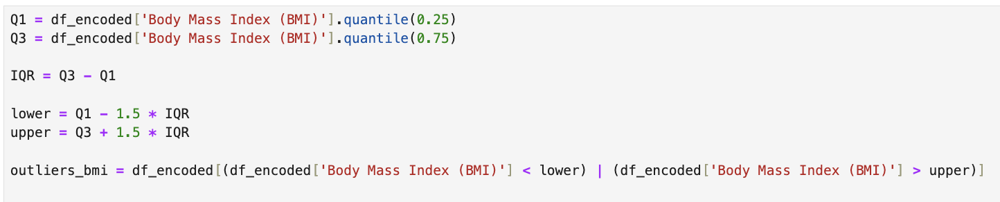 Q1 = df_encoded['Body Mass Index (BMI)'].quantile(0.25)
Q3 = df_encoded['Body Mass Index (BMI)'].quantile(0.75)
IQR = Q3 - Q1
lower = Q1 - 1.5 * IQR
upper = Q3 + 1.5 * IQR
outliers_bmi = df_encoded[(df_encoded['Body Mass Index (BMI)'] < lower) | (df_encoded['Body Mass Index (BMI)'] > upper)]